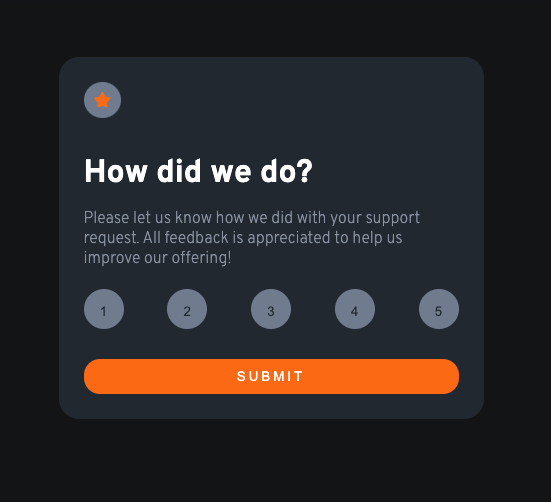 How did we do?
Please let us know how we did with your support
request. All feedback is appreciated to help us
improve our offering!
1 2 3 4 5
SUBMIT